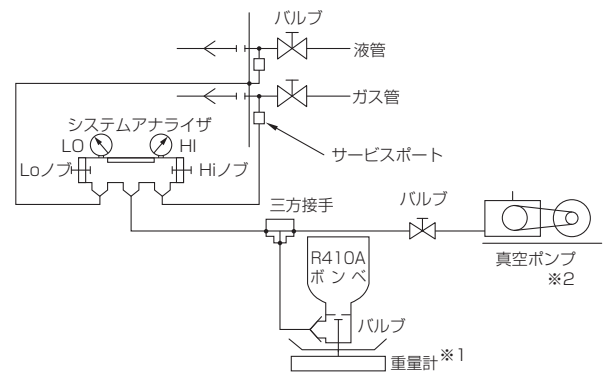 バルブ
液管
ガス管
システムアナライザ
LO
HI
Loノブ
Hiノブ
サービスポート
三方接手
バルブ
R410A
ボンベ
真空ポンプ
※2
バルブ
重量計※1